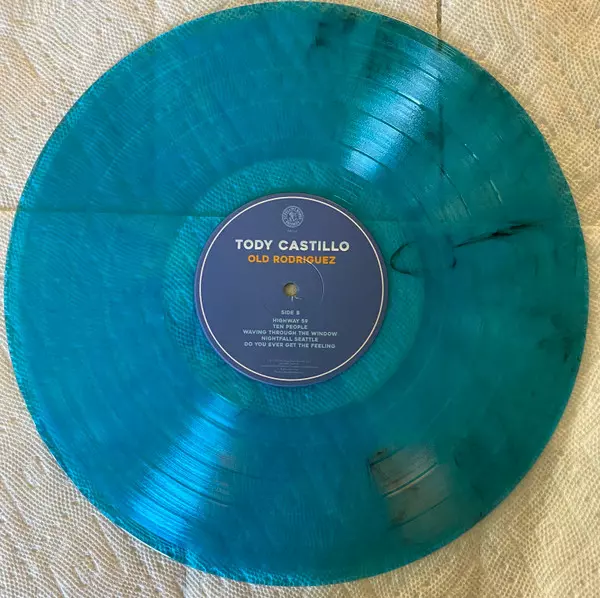 TODY CASTILLO
OLD RODRIGUEZ
SIDE B
HIGHWAY 59
TEN PEOPLE
WAVING THROUGH THE WINDOW
NIGHTFALL SEATTLE
DO YOU EVER GET THE FEELING